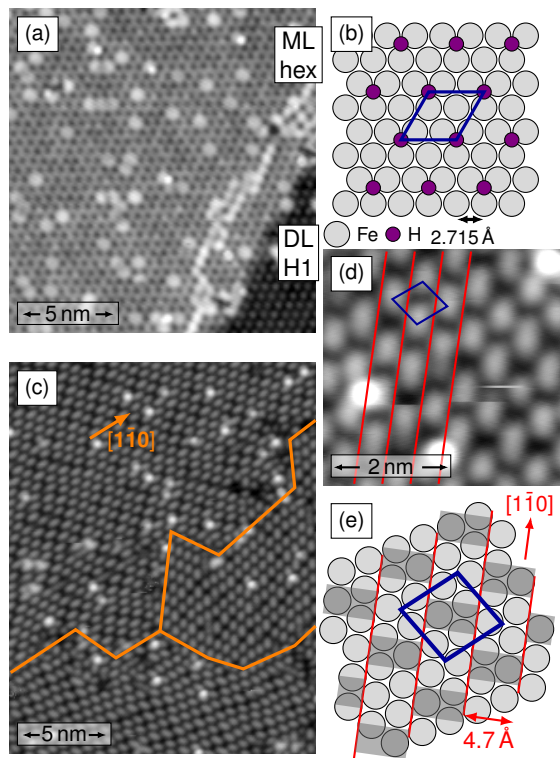 (a)
ML
hex
DL
H1
5 nm
(b)
Fe H 2.715 Å
(c)
[11̄0]
5 nm
(d)
2 nm
(e)
[11̄0]
4.7 Å